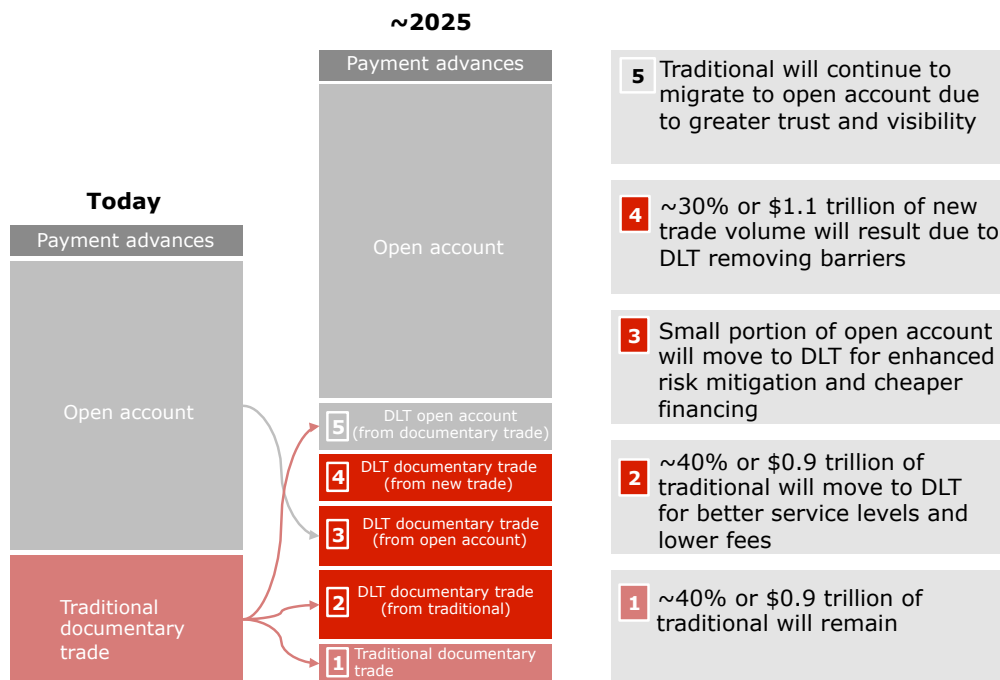 ~2025
Payment advances
Open account
5
DLT open account
(from documentary trade)
4
DLT documentary trade
(from new trade)
3
DLT documentary trade
(from open account)
2
DLT documentary trade
(from traditional)
1
Traditional documentary
trade
Today
Payment advances
Open account
Traditional
documentary
trade
5
Traditional will continue to
migrate to open account due
to greater trust and visibility
4
~30% or $1.1 trillion of new
trade volume will result due to
DLT removing barriers
3
Small portion of open account
will move to DLT for enhanced
risk mitigation and cheaper
financing
2
~40% or $0.9 trillion of
traditional will move to DLT
for better service levels and
lower fees
1
~40% or $0.9 trillion of
traditional will remain